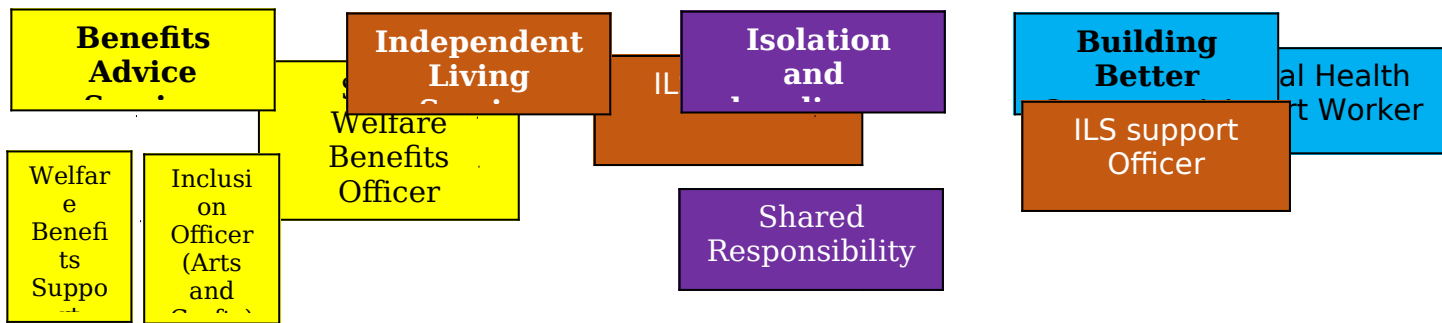 Benefits
Advice
Independent
Living
Isolation
and
Building
Better
Welfare
Benefits
Officer
al Health
rt Worker
ILS support
Officer
Welfar
e
Benefi
ts
Suppo
Inclusi
on
Officer
(Arts
and
Shared
Responsibility